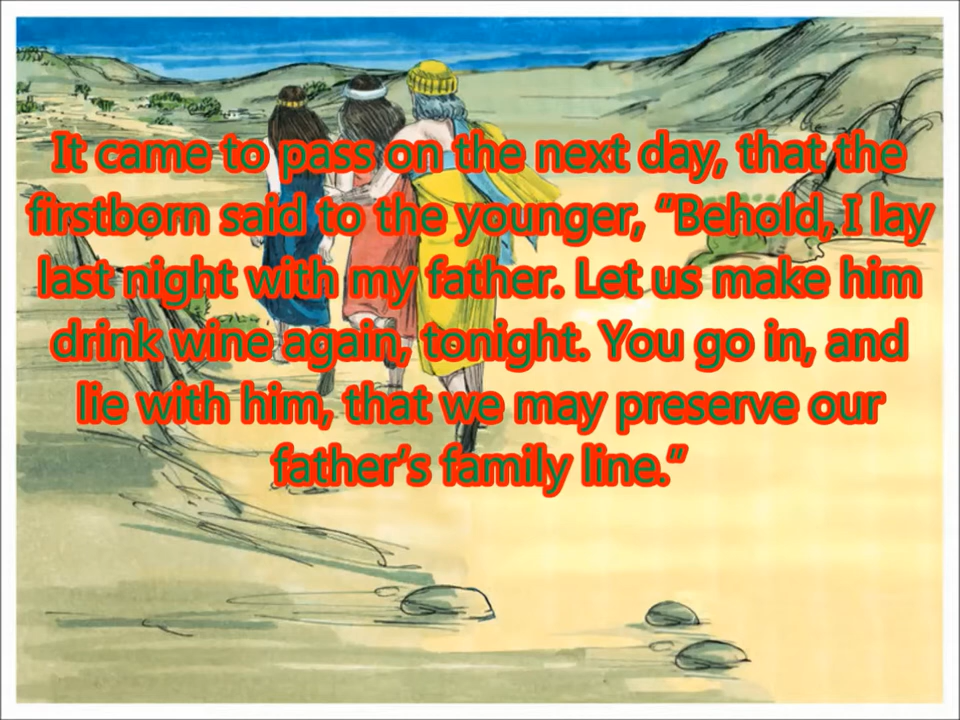 It came to pass on the next day, that the
firstborn said to the younger, “Behold, I lay
last night with my father. Let us make him
drink wine again, tonight. You go in, and
lie with him, that we may preserve our
father’s family line.”